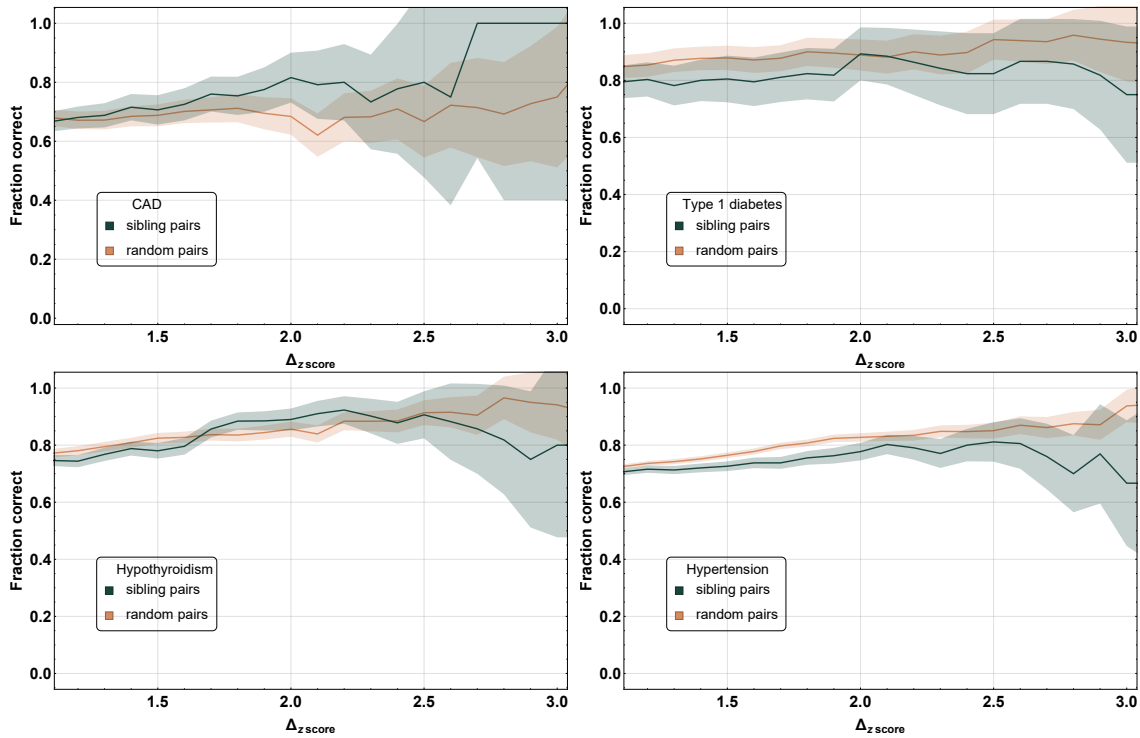 1.0
0.8
0.6
0.4
0.2
0.0
Fraction correct
CAD
sibling pairs
random pairs
1.5 2.0 2.5 3.0
Δz score
1.0
0.8
0.6
0.4
0.2
0.0
Fraction correct
Type 1 diabetes
sibling pairs
random pairs
1.5 2.0 2.5 3.0
Δz score
1.0
0.8
0.6
0.4
0.2
0.0
Fraction correct
Hypothyroidism
sibling pairs
random pairs
1.5 2.0 2.5 3.0
Δz score
1.0
0.8
0.6
0.4
0.2
0.0
Fraction correct
Hypertension
sibling pairs
random pairs
1.5 2.0 2.5 3.0
Δz score